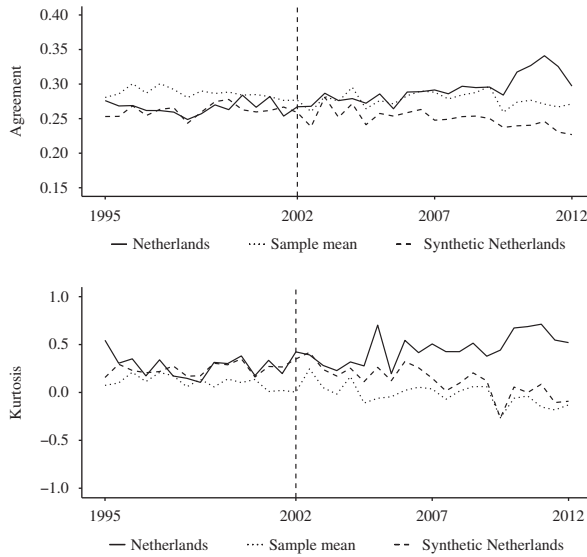 0.40
0.35
0.30
0.25
0.20
0.15
Agreement
1995 2002 2007 2012
Netherlands Sample mean Synthetic Netherlands
1.0
0.5
0.0
−0.5
−1.0
Kurtosis
1995 2002 2007 2012
Netherlands Sample mean Synthetic Netherlands